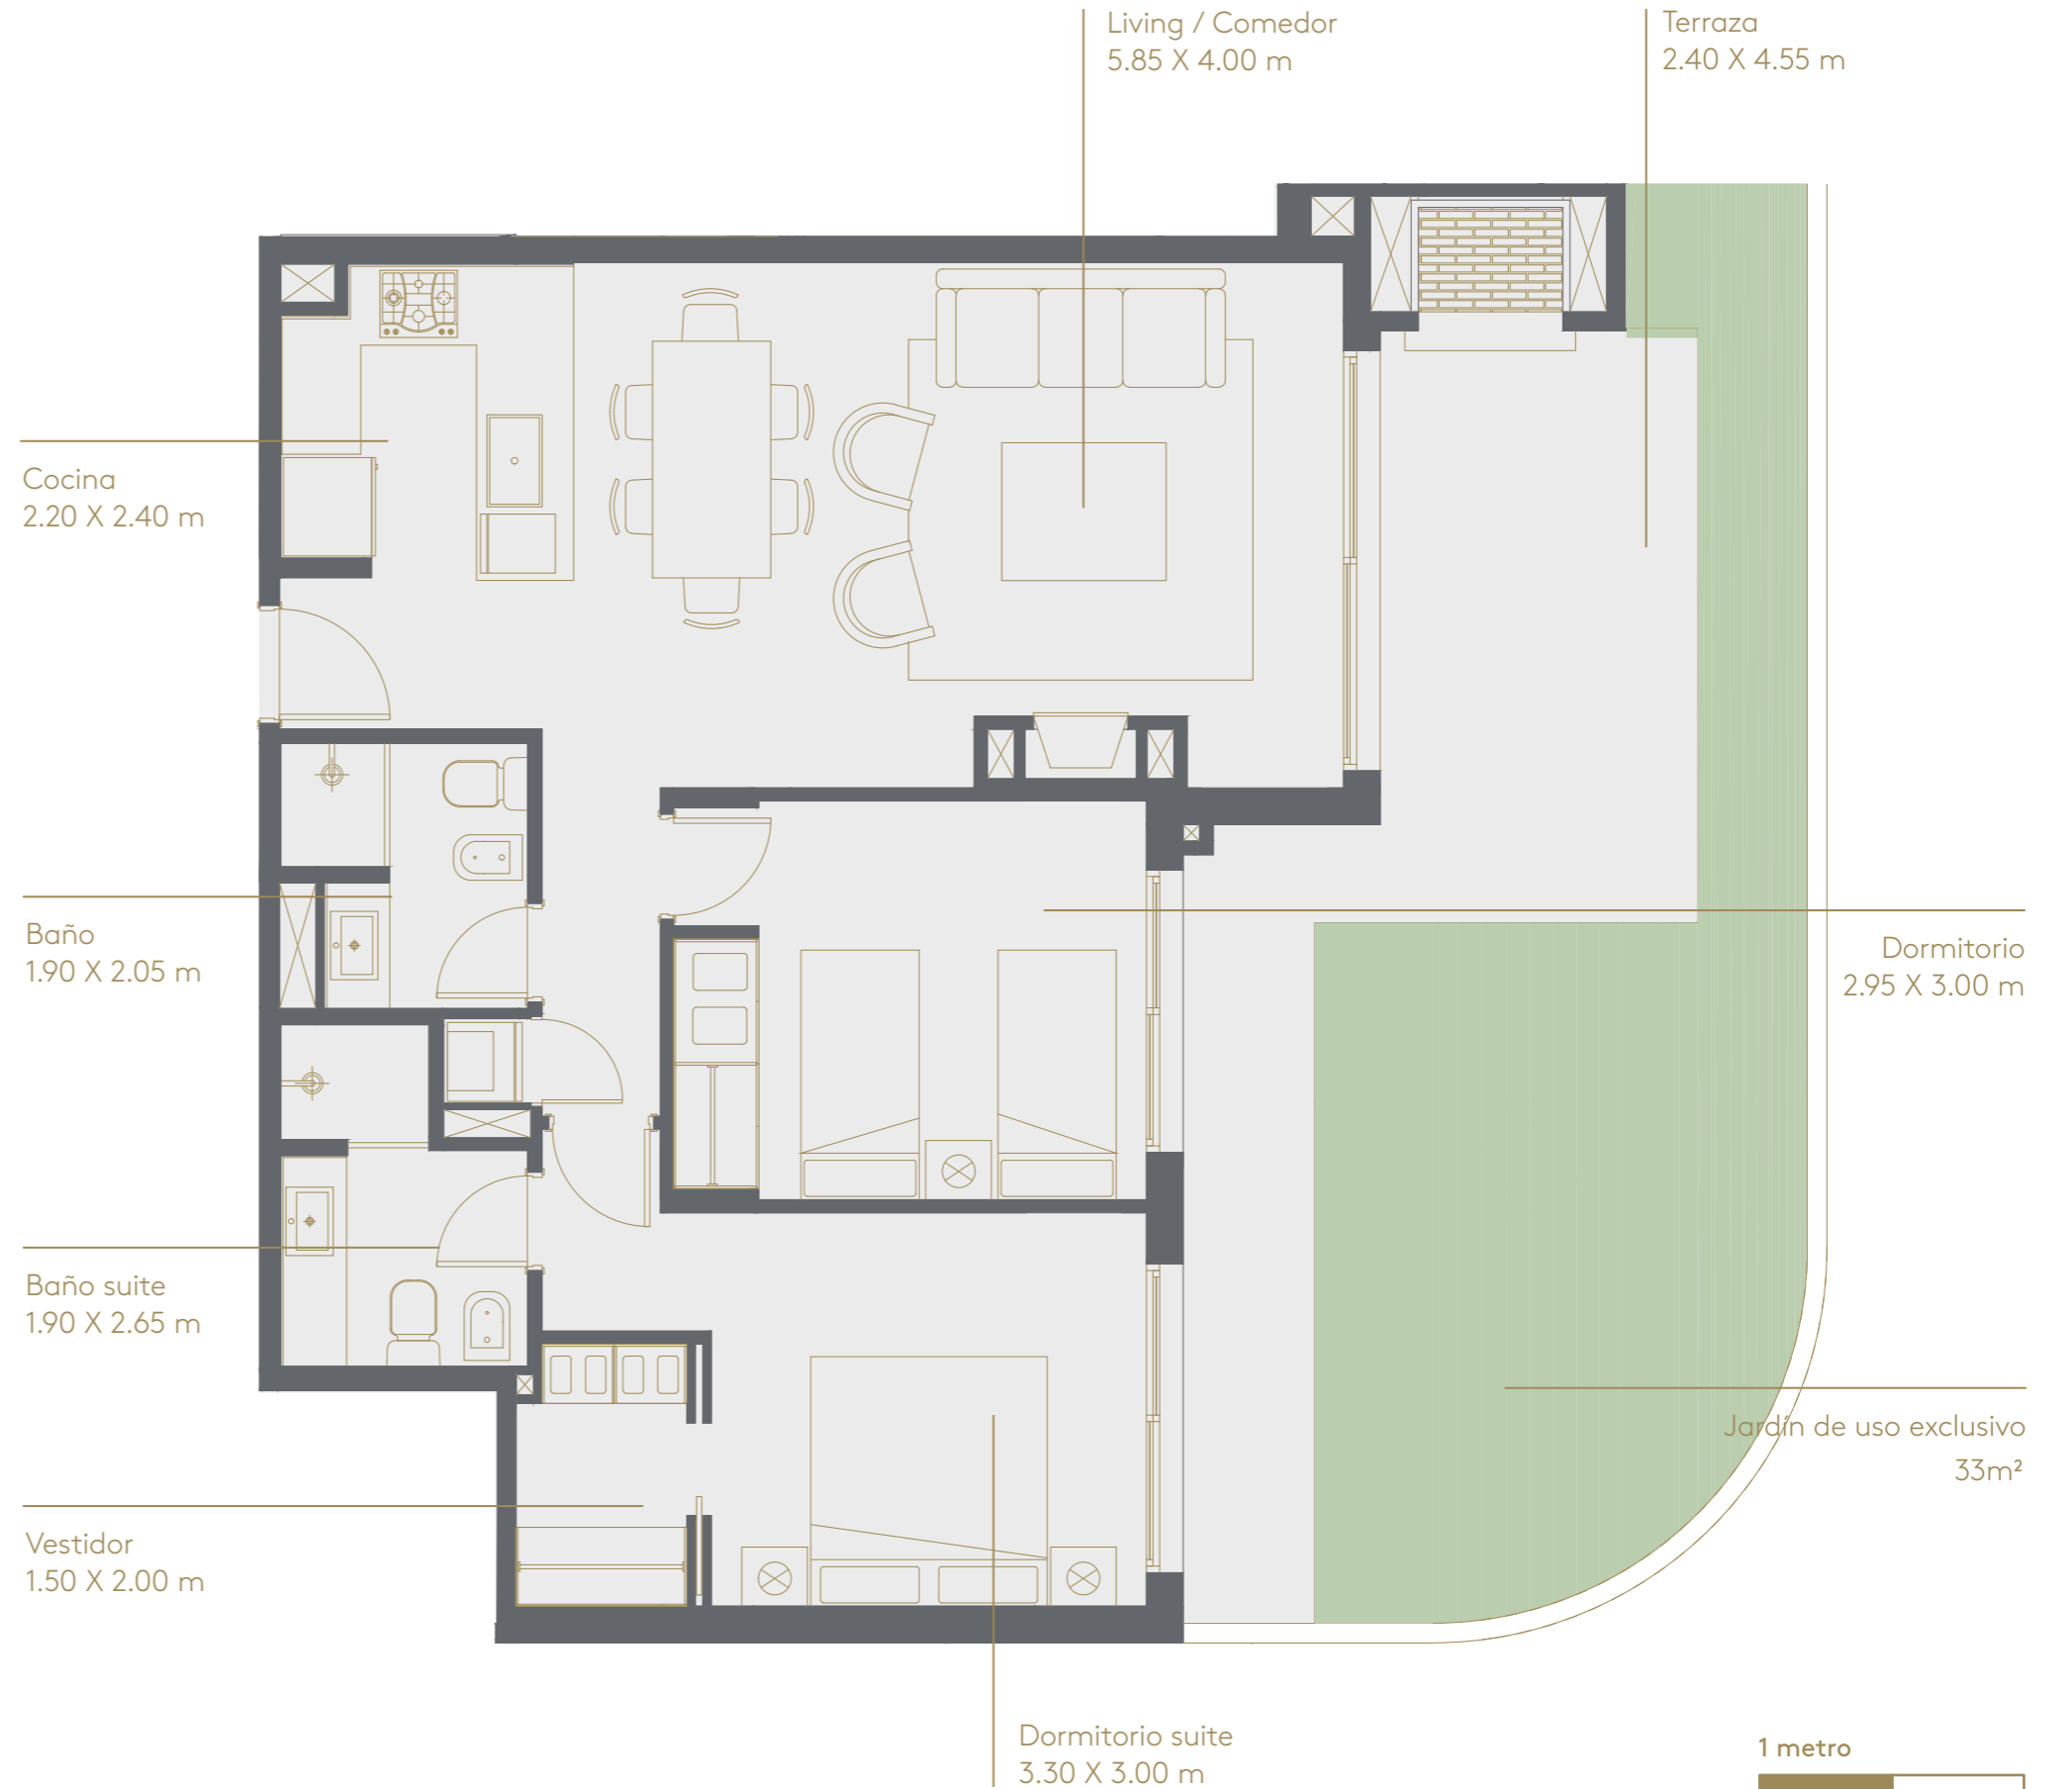 Living / Comedor
5.85 X 4.00 m
Terraza
2.40 X 4.55 m
Cocina
2.20 X 2.40 m
Baño
1.90 X 2.05 m
Dormitorio
2.95 X 3.00 m
Baño suite
1.90 X 2.65 m
Jardín de uso exclusivo
33m²
Vestidor
1.50 X 2.00 m
Dormitorio suite
3.30 X 3.00 m
1 metro